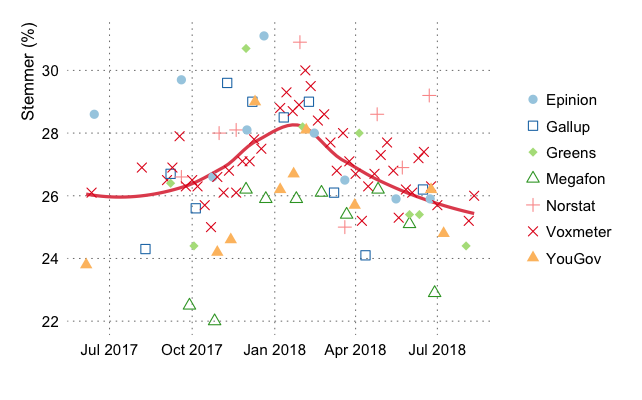 Stemmer (%)
30
28
26
24
22
Jul 2017
Oct 2017
Jan 2018
Apr 2018
Jul 2018
Epinion
Gallup
Greens
Megafon
Norstat
Voxmeter
YouGov